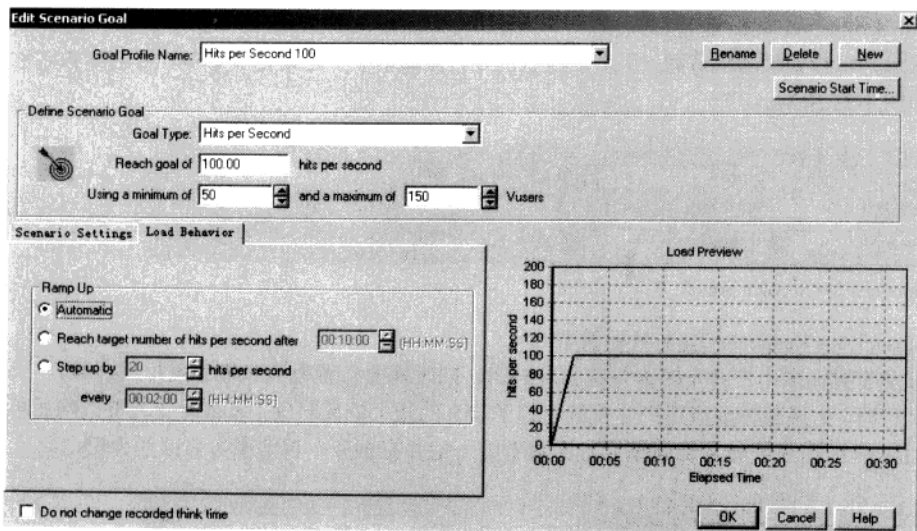 Edit Scenario Goal
Goal Profile Name: Hits per Second 100
Rename Delete New
Scenario Start Time...
Define Scenario Goal
Goal Type: Hits per Second
Reach goal of 100.00 hits per second
Using a minimum of 50 and a maximum of 150 Vusers
Scenario Settings Load Behavior
Ramp Up
Automatic
Reach target number of hits per second after 00:10:00 (HH:MM:SS)
Step up by 20 hits per second
every 00:02:00 (HH:MM:SS)
Load Preview
hits per second
200
180
160
140
120
100
80
60
40
20
0
00:00 00:05 00:10 00:15 00:20 00:25 00:30
Elapsed Time
Do not change recorded think time
OK Cancel Help